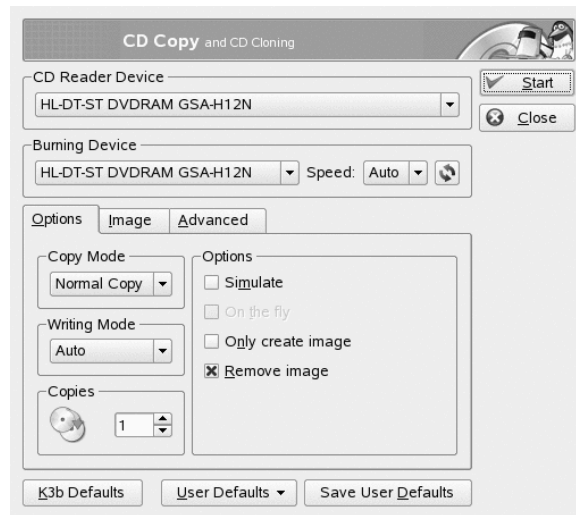 CD Copy and CD Cloning
CD Reader Device
HL-DT-ST DVDRAM GSA-H12N
Start
Close
Burning Device
HL-DT-ST DVDRAM GSA-H12N Speed: Auto
Options Image Advanced
Copy Mode
Normal Copy
Writing Mode
Auto
Copies
1
Options
Simulate
On the fly
Only create image
Remove image
K3b Defaults User Defaults Save User Defaults